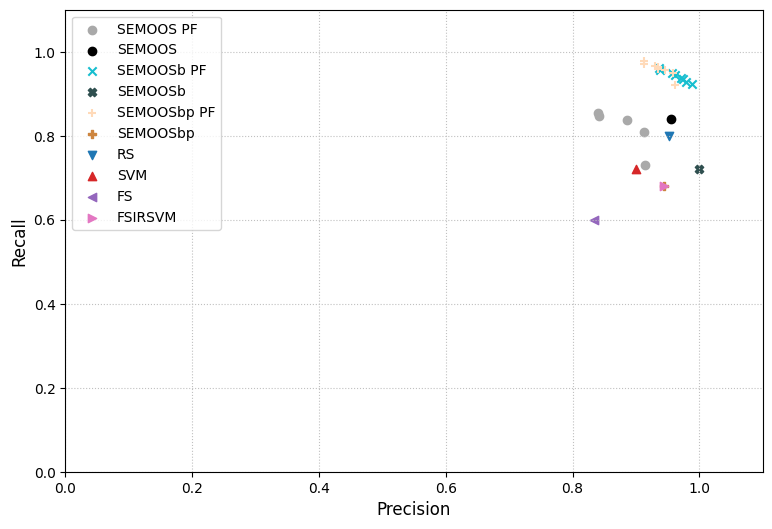 SEMOOS PF
SEMOOS
SEMOOSb PF
SEMOOSb
SEMOOSbp PF
SEMOOSbp
RS
SVM
FS
FSIRSVM
1.0
0.8
0.6
0.4
0.2
0.0
Recall
0.0 0.2 0.4 0.6 0.8 1.0
Precision